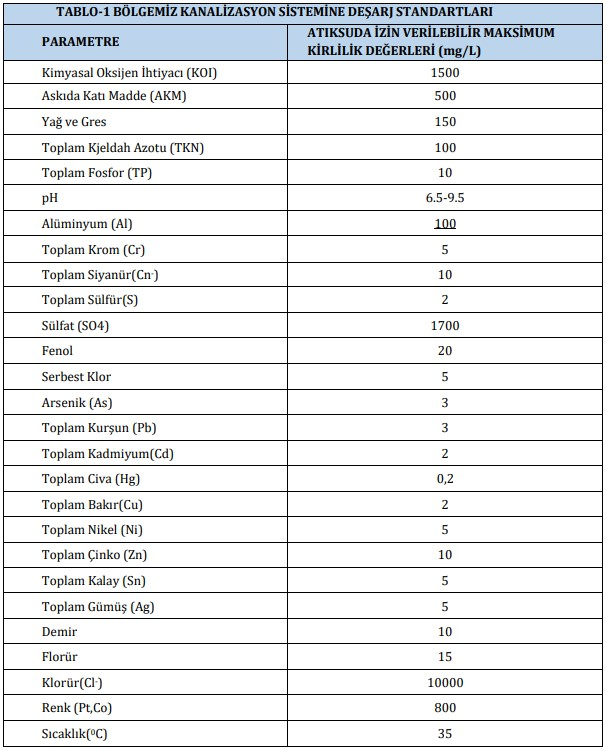 TABLO-1 BÖLGEMİZ KANALİZASYON SİSTEMİNE DEŞARJ STANDARTLARI
PARAMETRE ATIKSUDA İZİN VERİLEBİLİR MAKSİMUM
KİRLİLİK DEĞERLERİ (mg/L)
Kimyasal Oksijen İhtiyacı (KOI) 1500
Askıda Katı Madde (AKM) 500
Yağ ve Gres 150
Toplam Kjeldah Azotu (TKN) 100
Toplam Fosfor (TP) 10
pH 6.5-9.5
Alüminyum (Al) 100
Toplam Krom (Cr) 5
Toplam Siyanür(Cn-) 10
Toplam Sülfür(S) 2
Sülfat (SO4) 1700
Fenol 20
Serbest Klor 5
Arsenik (As) 3
Toplam Kurşun (Pb) 3
Toplam Kadmiyum(Cd) 2
Toplam Civa (Hg) 0,2
Toplam Bakır(Cu) 2
Toplam Nikel (Ni) 5
Toplam Çinko (Zn) 10
Toplam Kalay (Sn) 5
Toplam Gümüş (Ag) 5
Demir 10
Florür 15
Klorür(Cl-) 10000
Renk (Pt,Co) 800
Sıcaklık(⁰C) 35